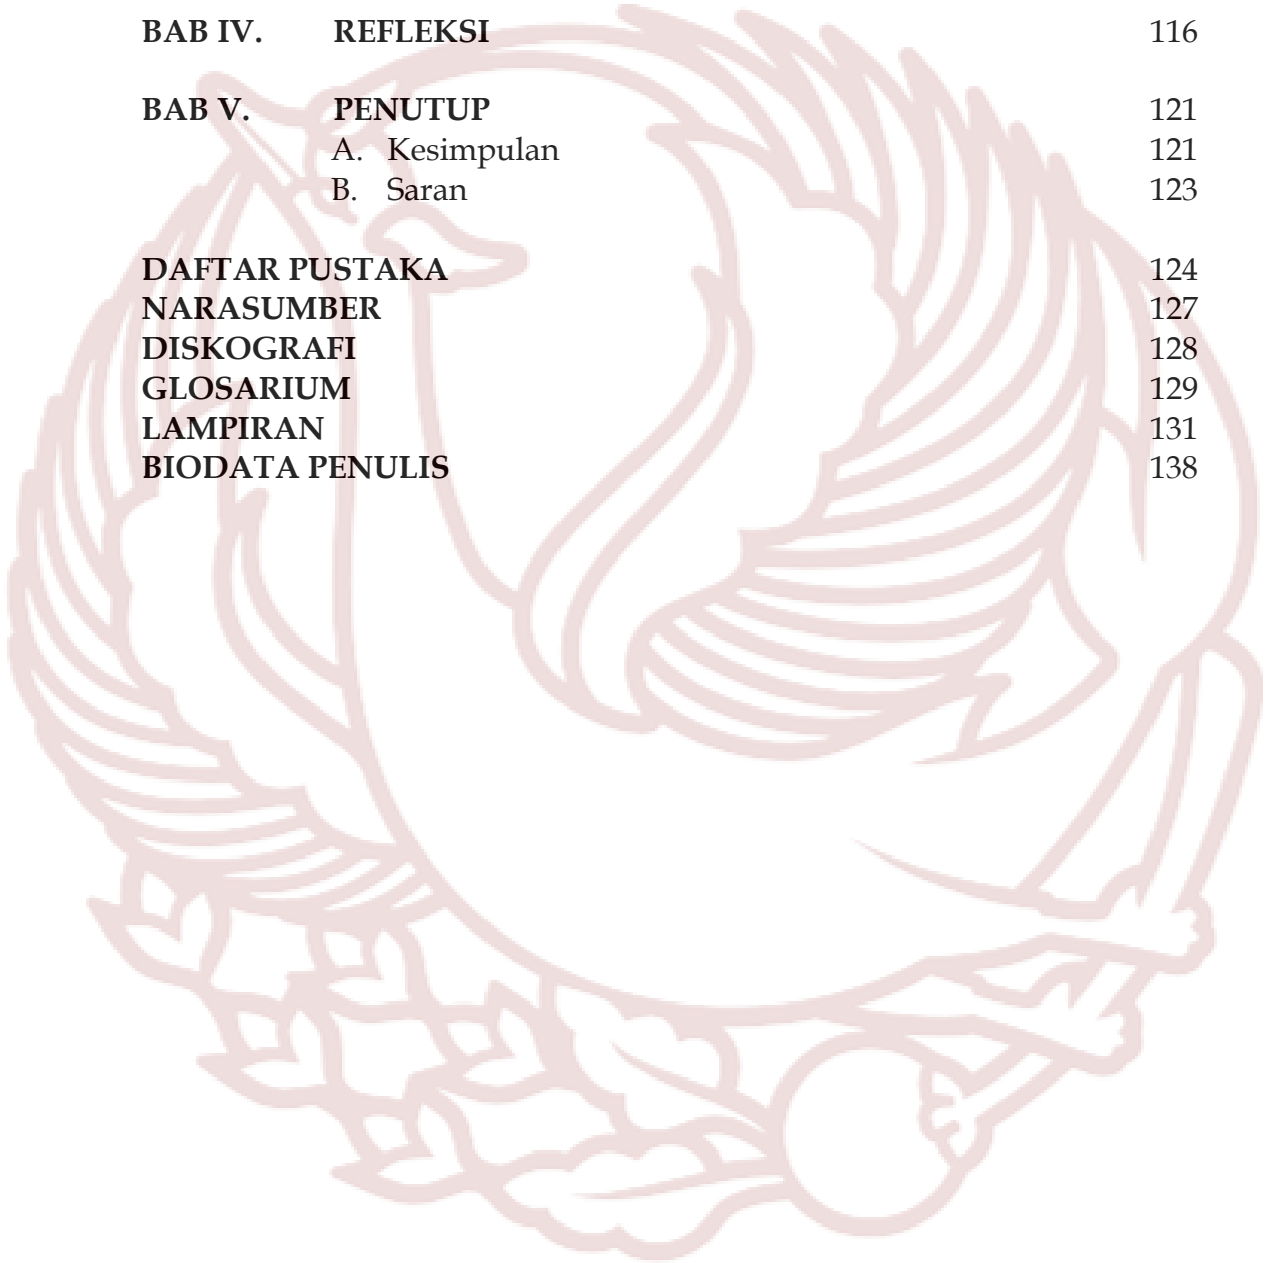 BAB IV. REFLEKSI 116
BAB V. PENUTUP 121
A. Kesimpulan 121
B. Saran 123
DAFTAR PUSTAKA 124
NARASUMBER 127
DISKOGRAFI 128
GLOSARIUM 129
LAMPIRAN 131
BIODATA PENULIS 138